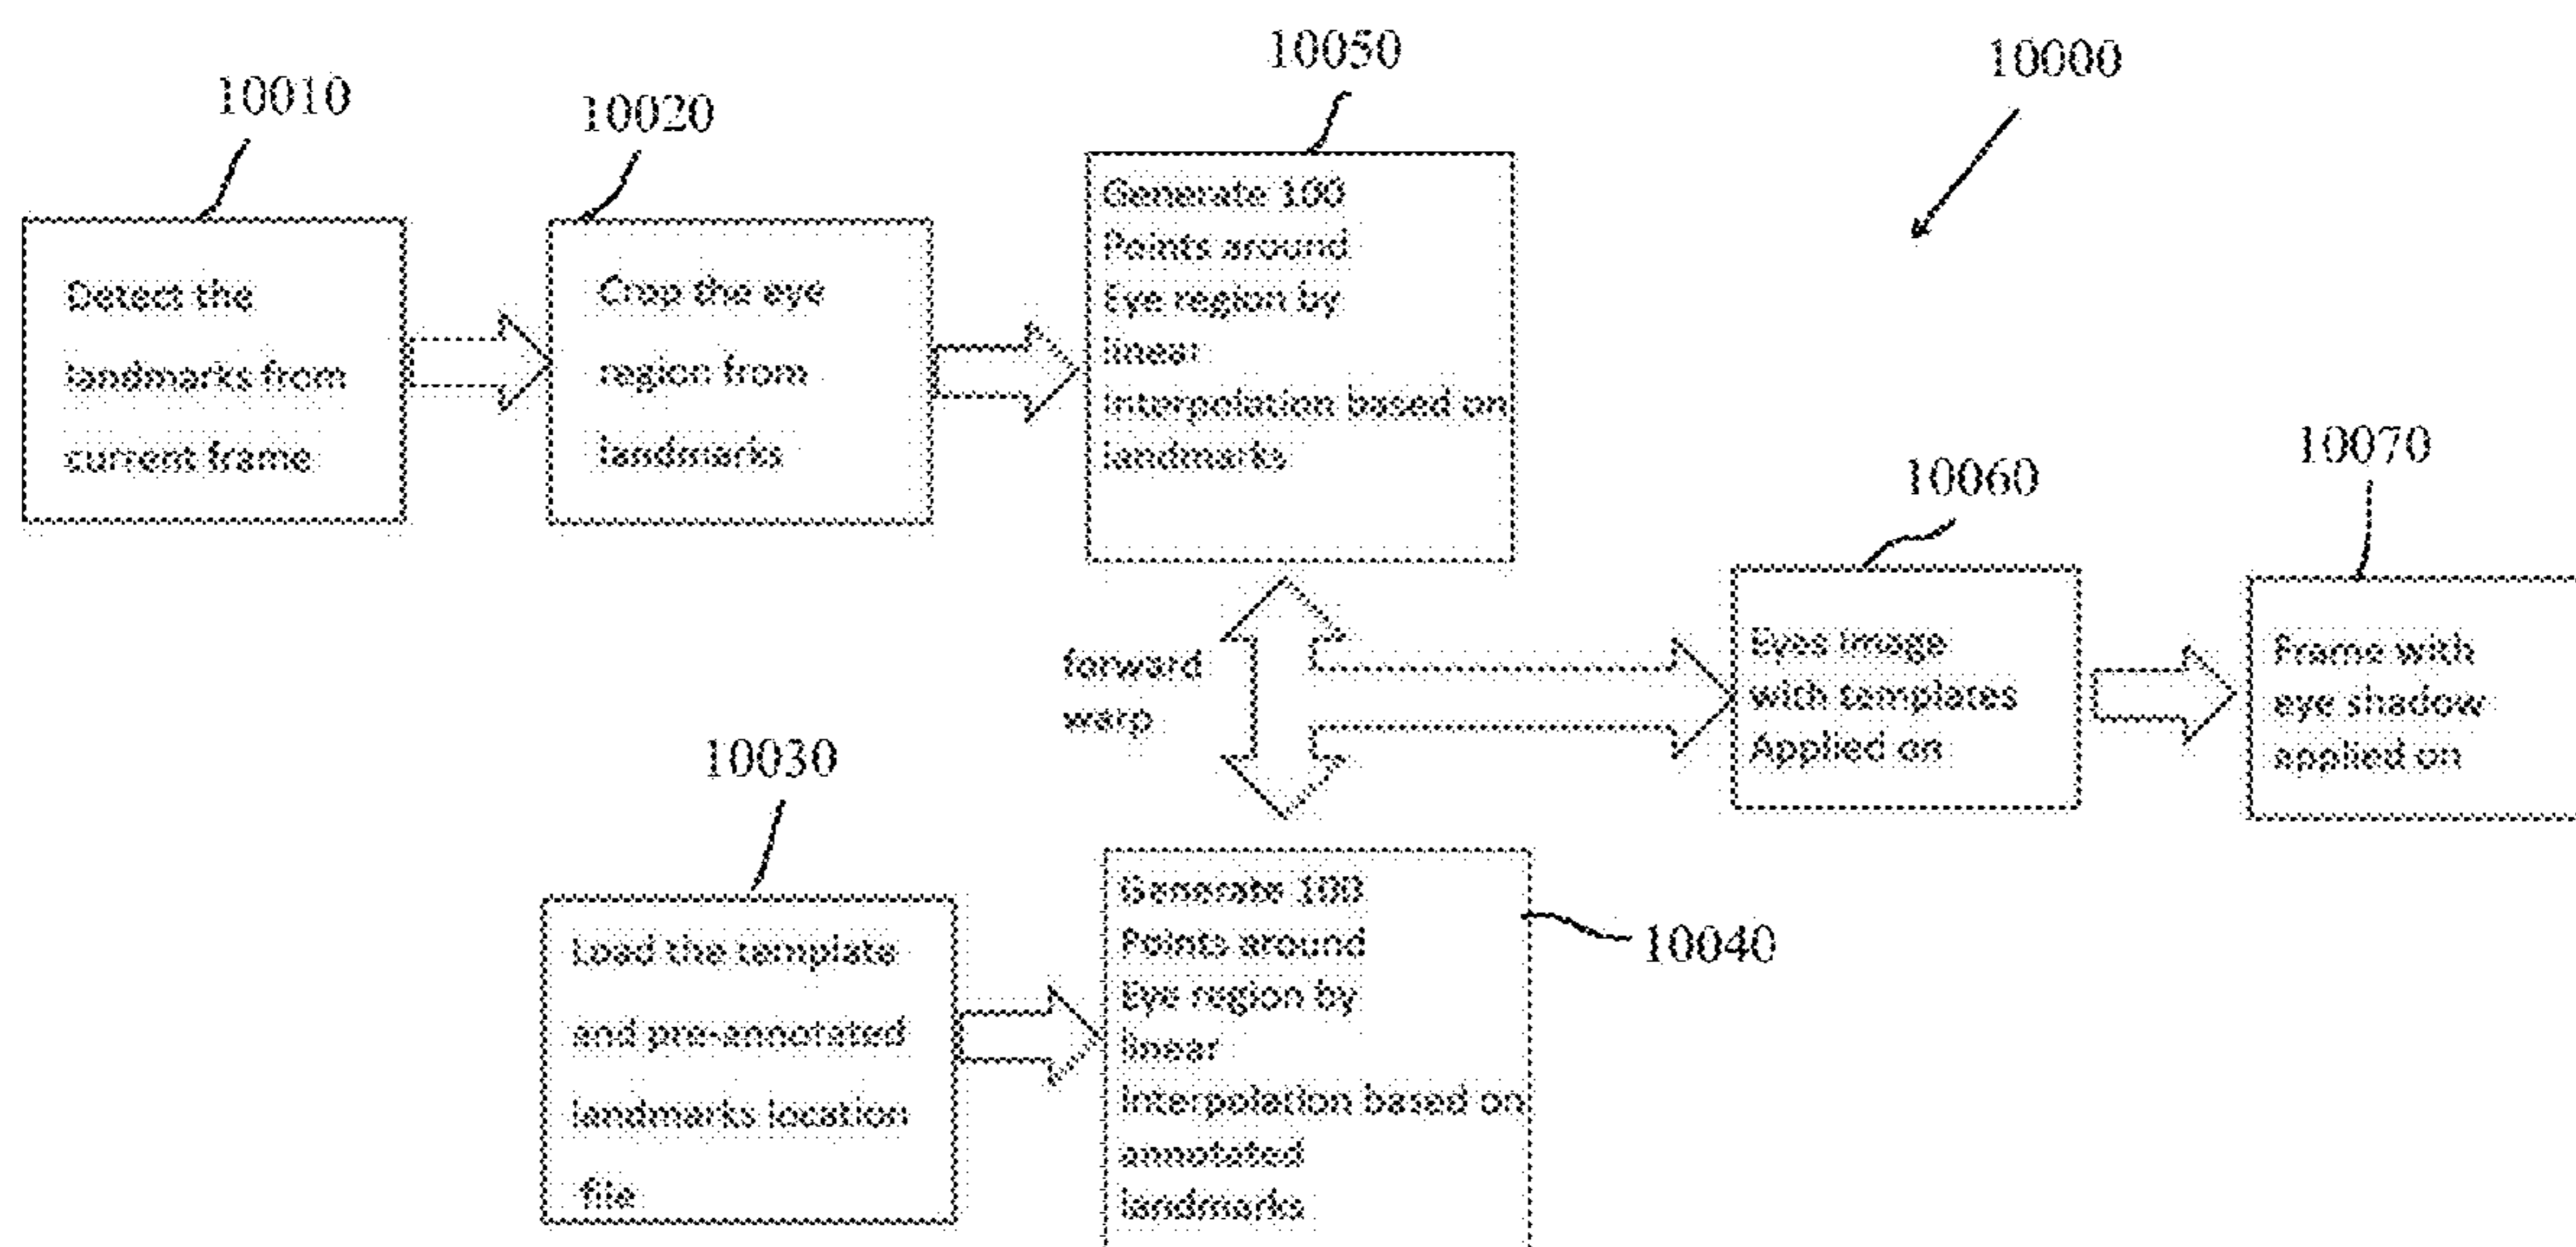 10010
Detect the
landmarks from
current frame
10020
Crop the eye
region from
landmarks
10050
Generate 100
Points around
Eye region by
linear
Interpolation based on
landmarks
10000
forward
warp
10060
Eyes Image
with templates
Applied on
10070
Frame with
eye shadow
applied on
10030
Load the template
and pre-annotated
landmarks location
file
10040
Generate 100
Points around
Eye region by
linear
Interpolation based on
annotated
landmarks